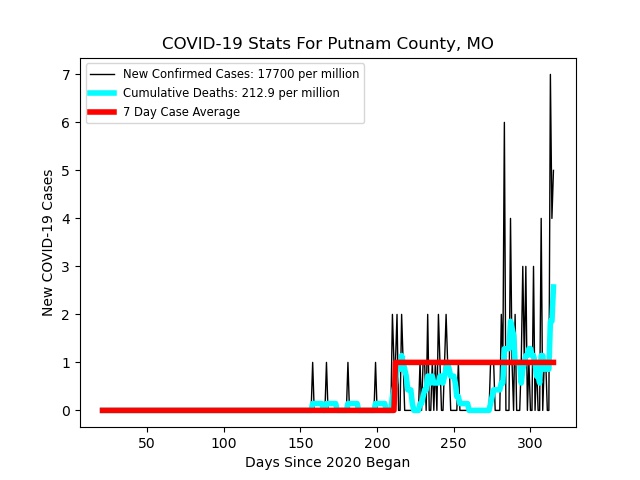 COVID-19 Stats For Putnam County, MO
New Confirmed Cases: 17700 per million
Cumulative Deaths: 212.9 per million
7 Day Case Average
New COVID-19 Cases
7
6
5
4
3
2
1
0
50 100 150 200 250 300
Days Since 2020 Began